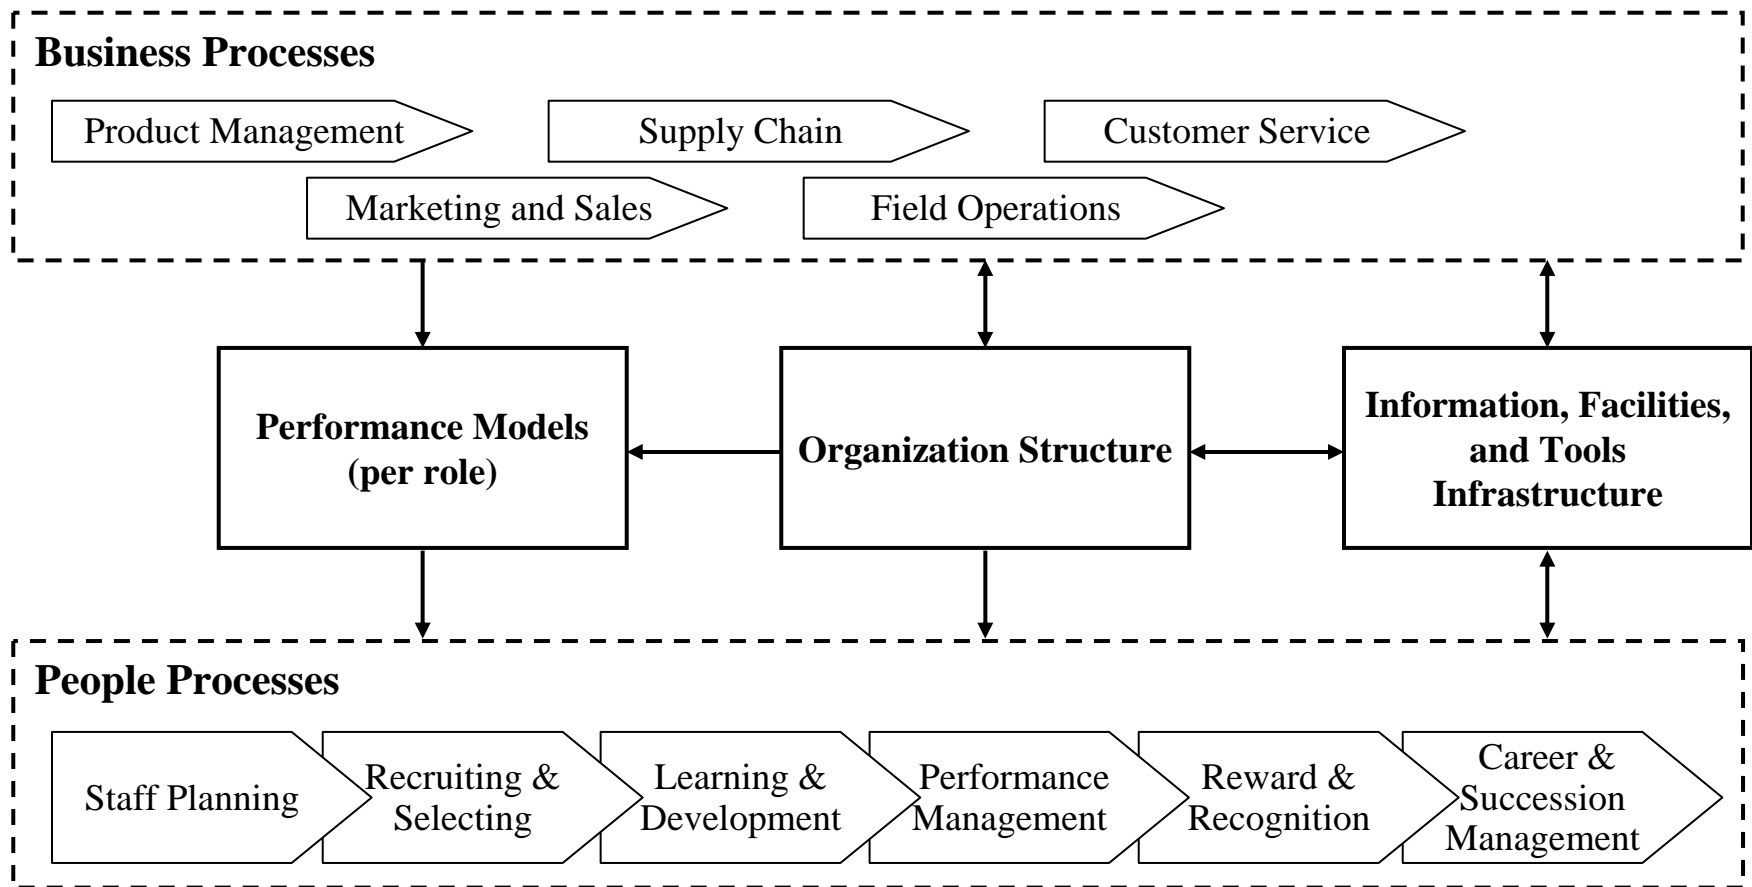 Business Processes
Product Management
Supply Chain
Customer Service
Marketing and Sales
Field Operations
Performance Models
(per role)
Organization Structure
Information, Facilities,
and Tools
Infrastructure
People Processes
Staff Planning
Recruiting &
Selecting
Learning &
Development
Performance
Management
Reward &
Recognition
Career &
Succession
Management